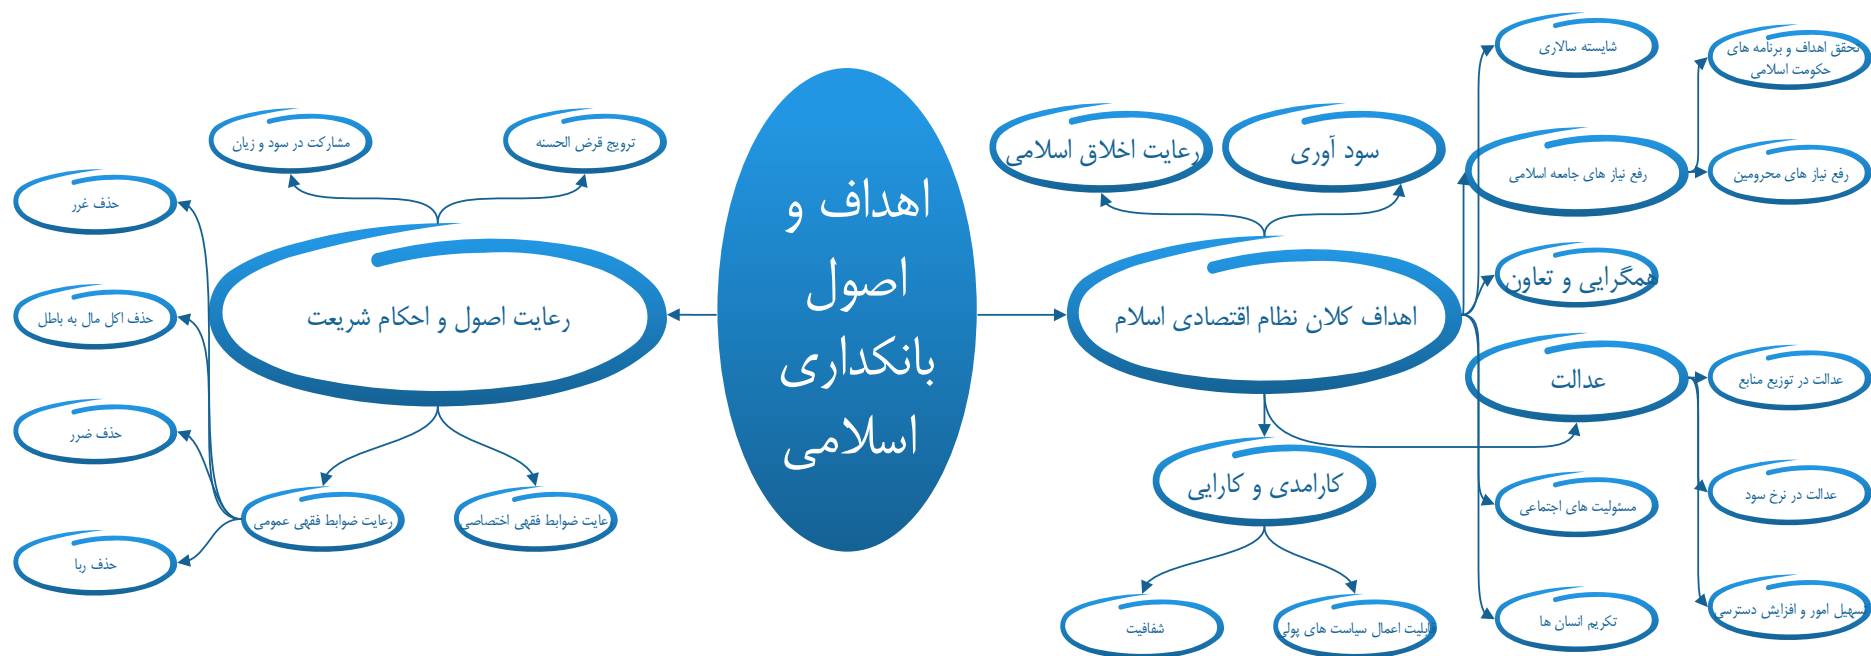 اهداف و
اصول
بانکداری
اسلامی
اهداف کلان نظام اقتصادی اسلام
رعایت اخلاق اسلامی
سود آوری
شایسته سالاری
رفع نیاز های جامعه اسلامی
تحقق اهداف و برنامه های
حکومت اسلامی
رفع نیاز های محرومین
همگرایی و تعاون
عدالت
عدالت در توزیع منابع
عدالت در نرخ سود
تسهیل امور و افزایش دسترسی
مسئولیت های اجتماعی
تکریم انسان ها
کارامدی و کارایی
قابلیت اعمال سیاست های پولی
شفافیت
رعایت اصول و احکام شریعت
ترویج قرض الحسنه
مشارکت در سود و زیان
رعایت ضوابط فقهی اختصاصی
رعایت ضوابط فقهی عمومی
حذف غرر
حذف اکل مال به باطل
حذف ضرر
حذف ربا